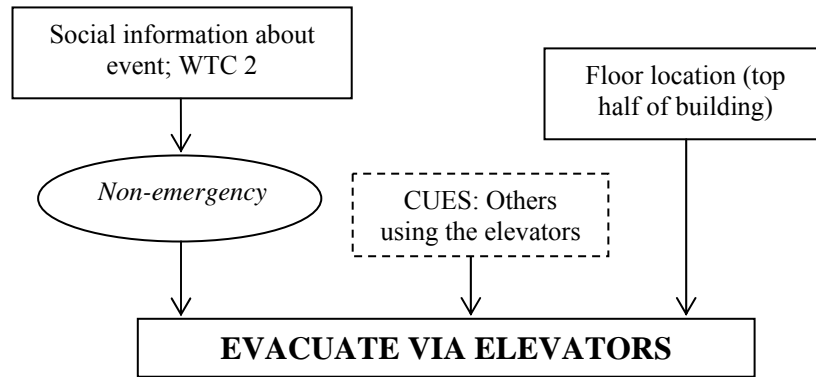 Social information about
event; WTC 2
Floor location (top
half of building)
Non-emergency
CUES: Others
using the elevators
EVACUATE VIA ELEVATORS